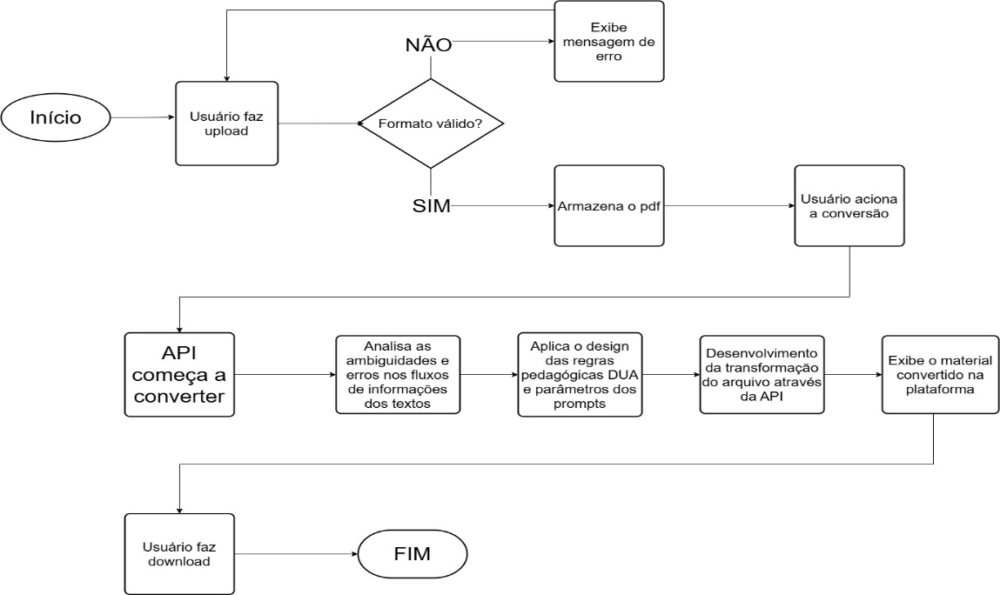 Exibe
mensagem de
erro
NÃO
Início
Usuário faz
upload
Formato válido?
SIM
Armazena o pdf
Usuário aciona
a conversão
API
começa a
converter
Analisa as
ambiguidades e
erros nos fluxos
de informações
dos textos
Aplica o design
das regras
pedagógicas DUA
e parâmetros dos
prompts
Desenvolvimento
da transformação
do arquivo através
da API
Exibe o material
convertido na
plataforma
Usuário faz
download
FIM